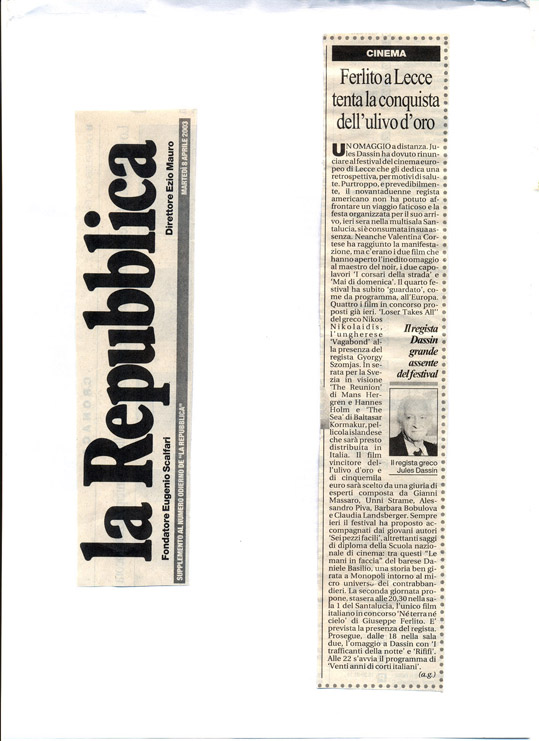 la Repubblica
Fondatore Eugenio Scalfari
Direttore Ezio Mauro
SUPPLEMENTO AL NUMERO ODIERNO DE "LA REPUBBLICA"
MARTEDÌ 8 APRILE 2003
CINEMA
Ferlito a Lecce
tenta la conquista
dell'ulivo d'oro
UN OMAGGIO a distanza. Ju-
les Dassin ha dovuto rinun-
ciare al festival del cinema euro-
peo di Lecce che gli dedica una
retrospettiva, per motivi di salu-
te. Purtroppo, e prevedibilmen-
te, il novantaduenne regista
americano non ha potuto af-
frontare un viaggio faticoso e la
festa organizzata per il suo arri-
vo, ieri sera nella multisala San-
talucia, si è consumata in sua as-
senza. Neanche Valentina Cor-
tese ha raggiunto la manifesta-
zione, ma c'erano i due film che
hanno aperto l'inedito omaggio
al maestro del noir, i due capo-
lavori 'I corsari della strada' e
'Mai di domenica'. Il quarto fe-
stival ha subito 'guardato', co-
me da programma, all'Europa.
Quattro i film in concorso pro-
posti già ieri. 'Loser Takes All''
del greco Nikos
Nikolaidis,
l'ungherese
'Vagabond' al-
la presenza del
regista Gyorgy
Szomjas. In se-
rata per la Sve-
zia in visione
'The Reunion'
di Mans Her-
gren e Hannes
Holm e 'The
Sea' di Baltasar
Kormakur, pel-
licola islandese
che sarà presto
distribuita in
Italia. Il film
vincitore del-
l'ulivo d'oro e
di cinquemila
Il regista
Dassin
grande
assente
del festival
Il regista greco
Jules Dassin
euro sarà scelto da una giuria di
esperti composta da Gianni
Massaro, Unni Strame, Ales-
sandro Piva, Barbara Bobulova
e Claudia Landsberger. Sempre
ieri il festival ha proposto ac-
compagnati dai giovani autori
'Sei pezzi facili', altrettanti saggi
di diploma della Scuola nazio-
nale di cinema: tra questi "Le
mani in faccia" del barese Da-
niele Basilio, una storia ben gi-
rata a Monopoli intorno al mi-
cro universo dei contrabban-
dieri. La seconda giornata pro-
pone, stasera alle 20,30 nella sa-
la 1 del Santalucia, l'unico film
italiano in concorso 'Né terra né
cielo' di Giuseppe Ferlito. E'
prevista la presenza del regista.
Prosegue, dalle 18 nella sala
due, l'omaggio a Dassin con 'I
trafficanti della notte' e 'Rififi'.
Alle 22 s'avvia il programma di
'Venti anni di corti italiani'.
(a.g.)